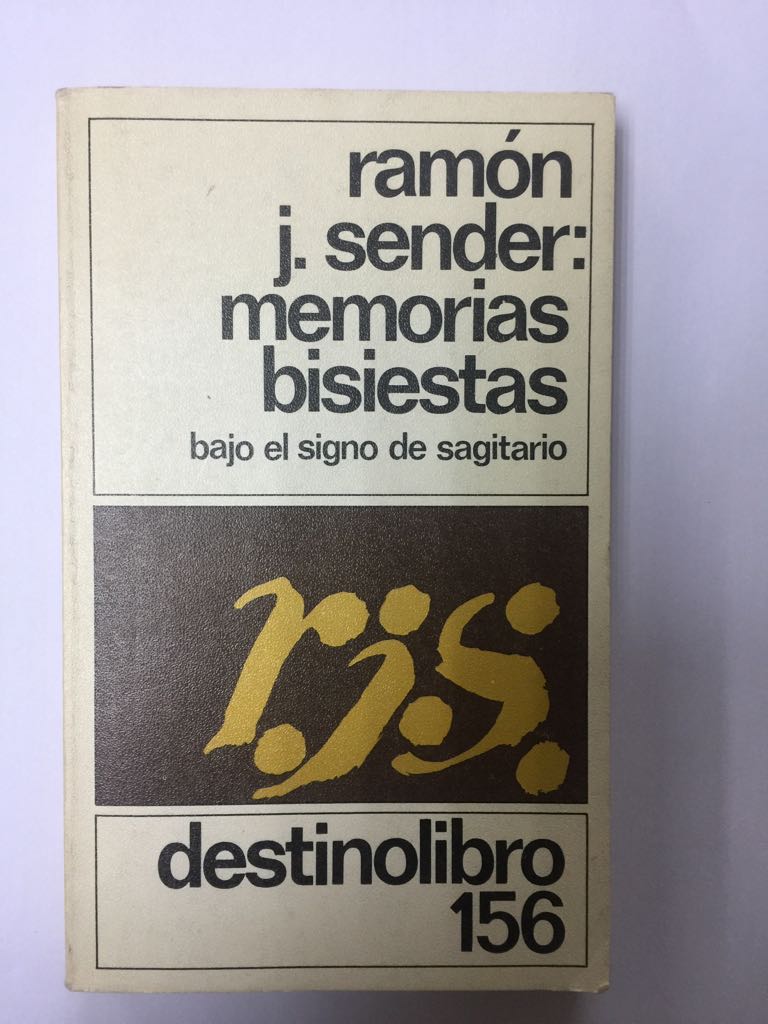 ramón
j. sender:
memorias
bisiestas
bajo el signo de sagitario
r.j.s.
destinolibro
156